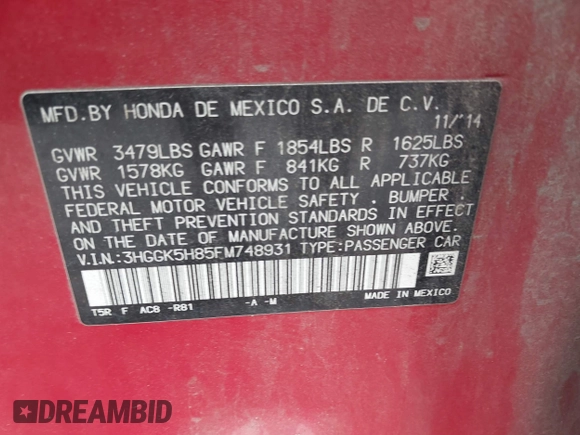 MFD.BY HONDA DE MEXICO S.A. DE C.V.
11/'14
GVWR 3479LBS GAWR F 1854LBS R 1625LBS
GVWR 1578KG GAWR F 841KG R 737KG
THIS VEHICLE CONFORMS TO ALL APPLICABLE
FEDERAL MOTOR VEHICLE SAFETY . BUMPER .
AND THEFT PREVENTION STANDARDS IN EFFECT
ON THE DATE OF MANUFACTURE SHOWN ABOVE.
V.I.N.:3HGGK5H85FM748931 TYPE:PASSENGER CAR
T5R F AC8 -R81 -A -M MADE IN MEXICO
DREAMBID